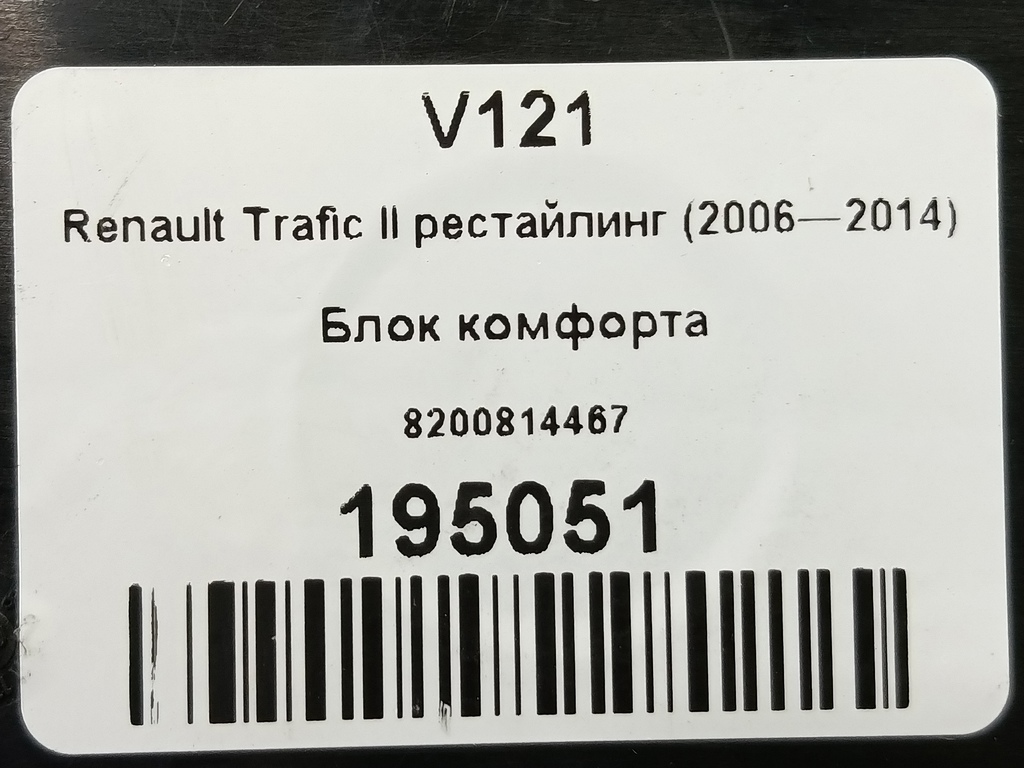 V121
Renault Trafic II рестайлинг (2006—2014)
Блок комфорта
8200814467
195051